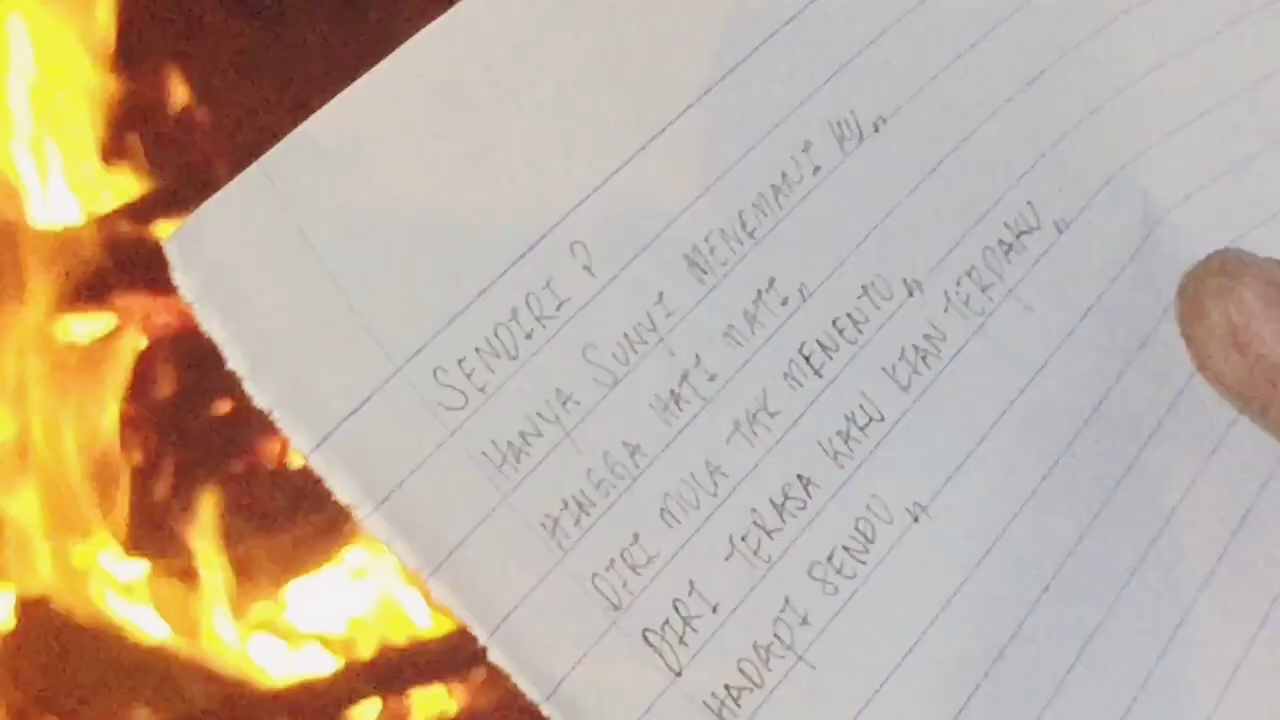 SENDIRI ?
HANYA SUNYI MENEMANI KU,,
HINGGA HATI MATI,,
DIRI MULA TAK MENENTU,,
DIRI TERASA KAKU KIAN TERPAKU,,
HADAPI SENDU,,